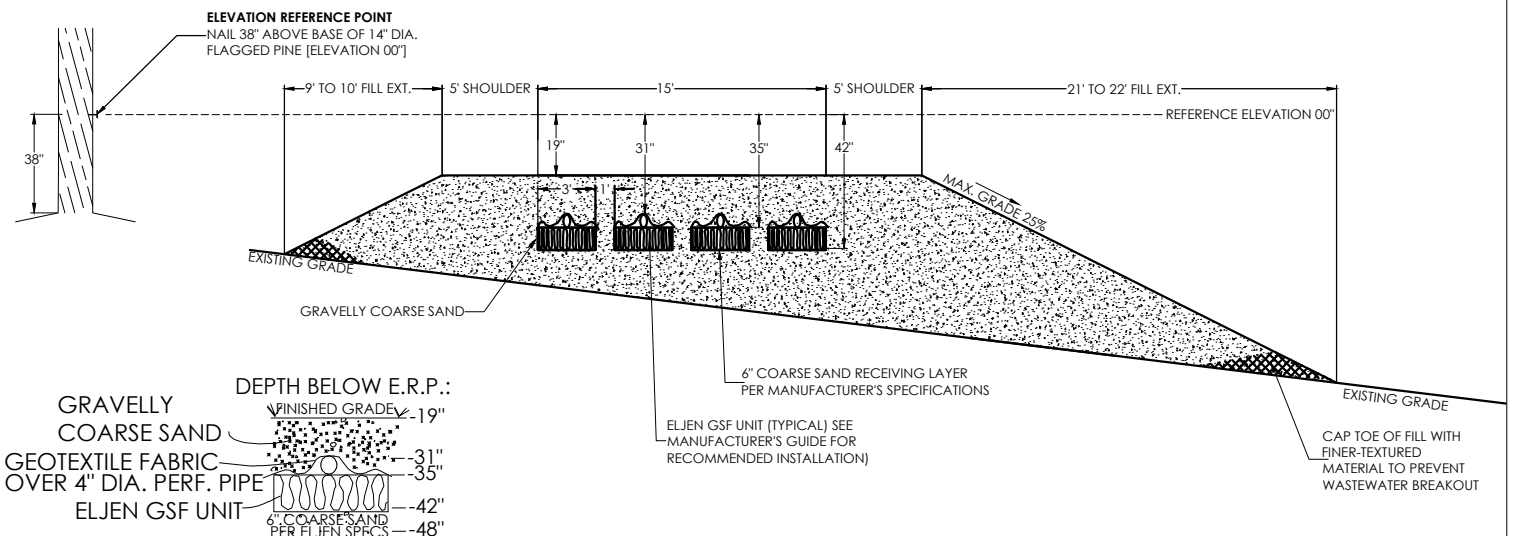 ELEVATION REFERENCE POINT
NAIL 38" ABOVE BASE OF 14" DIA.
FLAGGED PINE [ELEVATION 00"]
9' TO 10' FILL EXT.
5' SHOULDER
15'
5' SHOULDER
21' TO 22' FILL EXT.
REFERENCE ELEVATION 00"
38"
19"
31"
35"
42"
3'
1'
MAX. GRADE 25%
EXISTING GRADE
GRAVELLY COARSE SAND
6" COARSE SAND RECEIVING LAYER
PER MANUFACTURER'S SPECIFICATIONS
ELJEN GSF UNIT (TYPICAL) SEE
MANUFACTURER'S GUIDE FOR
RECOMMENDED INSTALLATION)
EXISTING GRADE
CAP TOE OF FILL WITH
FINER-TEXTURED
MATERIAL TO PREVENT
WASTEWATER BREAKOUT
DEPTH BELOW E.R.P.:
FINISHED GRADE
-19"
GRAVELLY
COARSE SAND
-31"
GEOTEXTILE FABRIC
OVER 4" DIA. PERF. PIPE
-35"
ELJEN GSF UNIT
-42"
6" COARSE SAND
PER ELJEN SPECS
-48"